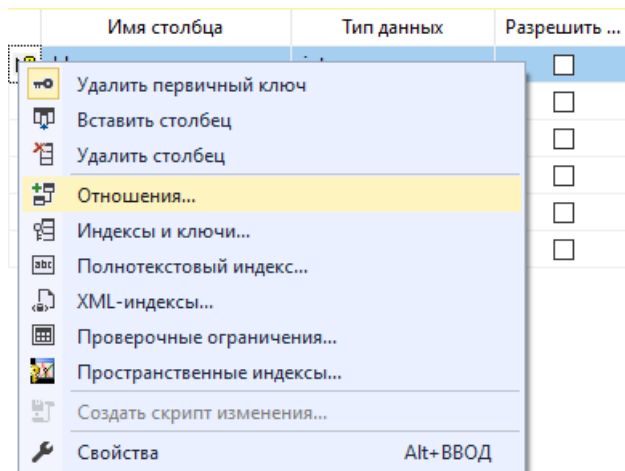 Имя столбца Тип данных Разрешить ...
Удалить первичный ключ
Вставить столбец
Удалить столбец
Отношения...
Индексы и ключи...
Полнотекстовый индекс...
XML-индексы...
Проверочные ограничения...
Пространственные индексы...
Создать скрипт изменения...
Свойства Alt+ВВОД